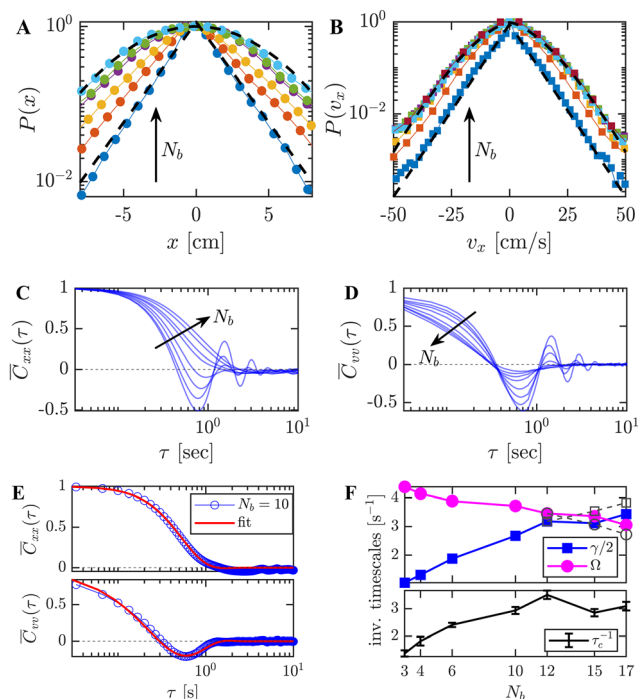 A
10^0
10^-2
P(x)
N_b
-5 0 5
x [cm]
B
10^0
10^-2
P(v_x)
N_b
-50 -25 0 25 50
v_x [cm/s]
C
1
0.5
0
-0.5
C̅_xx(τ)
N_b
10^0 10^1
τ [sec]
D
1
0.5
0
-0.5
C̅_vv(τ)
N_b
10^0 10^1
τ [sec]
E
1
0.5
0
C̅_xx(τ)
N_b = 10
fit
1
0
C̅_vv(τ)
10^0 10^1
τ [s]
F
inv. timescales [s^-1]
4
3
2
γ/2
Ω
3
2
τ_c^-1
3 4 6 10 12 15 17
N_b